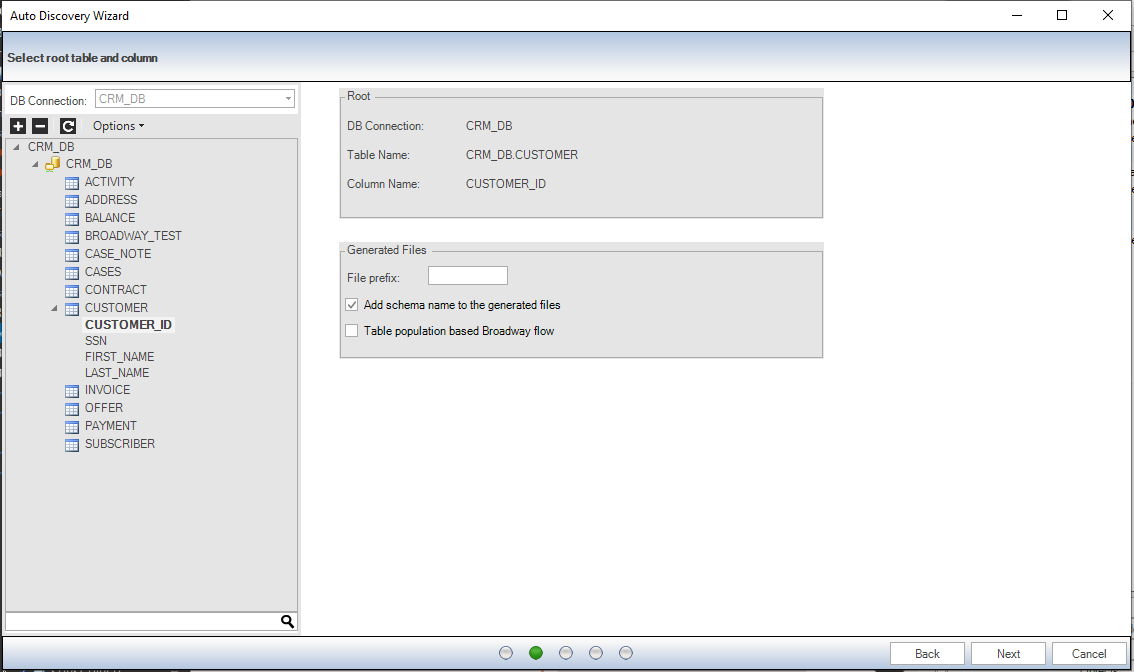 Auto Discovery Wizard
Select root table and column
DB Connection: CRM_DB
Options
CRM_DB
CRM_DB
ACTIVITY
ADDRESS
BALANCE
BROADWAY_TEST
CASE_NOTE
CASES
CONTRACT
CUSTOMER
CUSTOMER_ID
SSN
FIRST_NAME
LAST_NAME
INVOICE
OFFER
PAYMENT
SUBSCRIBER
Root
DB Connection: CRM_DB
Table Name: CRM_DB.CUSTOMER
Column Name: CUSTOMER_ID
Generated Files
File prefix:
Add schema name to the generated files
Table population based Broadway flow
Back Next Cancel